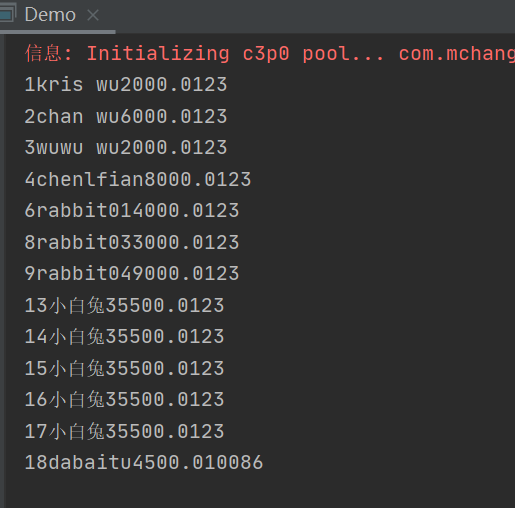 Demo
信息: Initializing c3p0 pool... com.mchang
1kris wu2000.0123
2chan wu6000.0123
3wuwu wu2000.0123
4chenlfian8000.0123
6rabbit014000.0123
8rabbit033000.0123
9rabbit049000.0123
13小白兔35500.0123
14小白兔35500.0123
15小白兔35500.0123
16小白兔35500.0123
17小白兔35500.0123
18dabaitu4500.010086